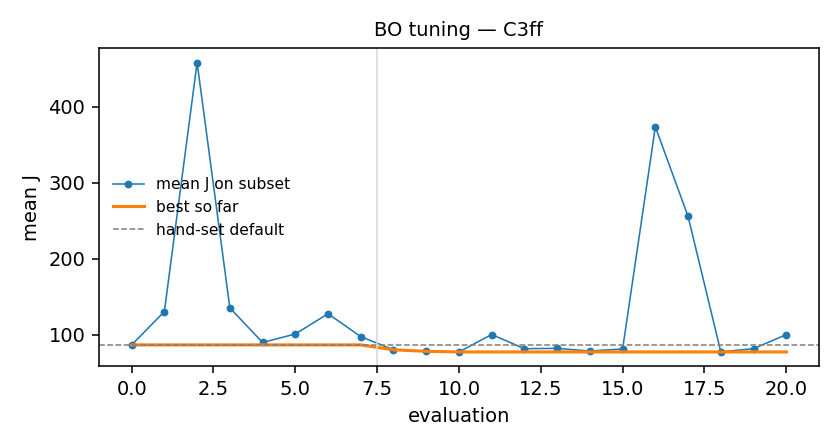 BO tuning — C3ff
mean J
400
300
200
100
mean J on subset
best so far
hand-set default
0.0 2.5 5.0 7.5 10.0 12.5 15.0 17.5 20.0
evaluation